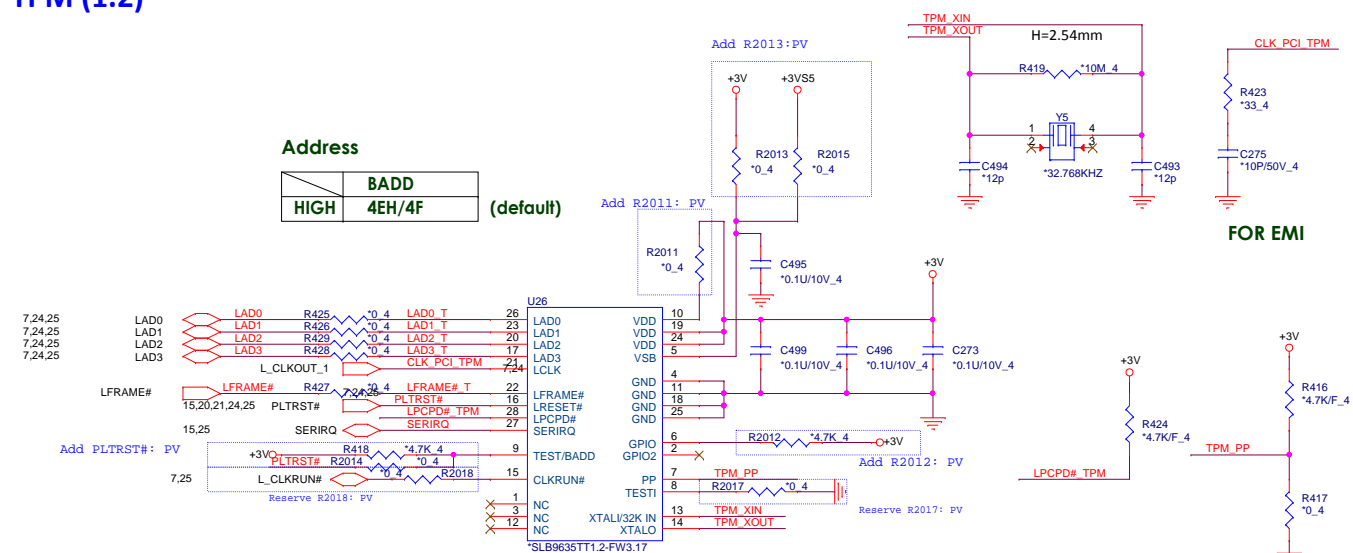 TPM (1.2)
TPM_XIN
TPM_XOUT
H=2.54mm
R419 *10M_4
Y5
1 4
2 3
*32.768KHZ
C494
*12p
C493
*12p
CLK_PCI_TPM
R423
*33_4
C275
*10P/50V_4
FOR EMI
Add R2013:PV
+3V +3VS5
R2013
*0_4
R2015
*0_4
Address
BADD
HIGH 4EH/4F (default)
Add R2011: PV
R2011
*0_4
C495
*0.1U/10V_4
+3V
C499
*0.1U/10V_4
C496
*0.1U/10V_4
C273
*0.1U/10V_4
U26
7,24,25 LAD0 LAD0 R425 *0_4 LAD0_T 26 LAD0
7,24,25 LAD1 LAD1 R426 *0_4 LAD1_T 23 LAD1
7,24,25 LAD2 LAD2 R429 *0_4 LAD2_T 20 LAD2
7,24,25 LAD3 LAD3 R428 *0_4 LAD3_T 17 LAD3
L_CLKOUT_1 CLK_PCI_TPM 21 LCLK
7,24
LFRAME# LFRAME# R427 *0_4 LFRAME#_T 22 LFRAME#
7,24,25
15,20,21,24,25 PLTRST# PLTRST# 16 LRESET#
LPCPD#_TPM 28 LPCPD#
15,25 SERIRQ SERIRQ 27 SERIRQ
Add PLTRST#: PV
+3V R418 *4.7K_4 9 TEST/BADD
PLTRST# R2014 *0_4
7,25 L_CLKRUN# *0_4 R2018 15 CLKRUN#
Reserve R2018: PV
1 NC
3 NC
12 NC
VDD 10
VDD 19
VDD 24
VSB 5
GND 4
GND 11
GND 18
GND 25
GPIO 6 R2012 *4.7K_4 +3V
GPIO2 2
Add R2012: PV
PP 7 TPM_PP
TESTI 8 R2017 *0_4
Reserve R2017: PV
XTALI/32K IN 13 TPM_XIN
XTALO 14 TPM_XOUT
*SLB9635TT1.2-FW3.17
+3V
R424
*4.7K/F_4
LPCPD#_TPM
+3V
R416
*4.7K/F_4
TPM_PP
R417
*0_4